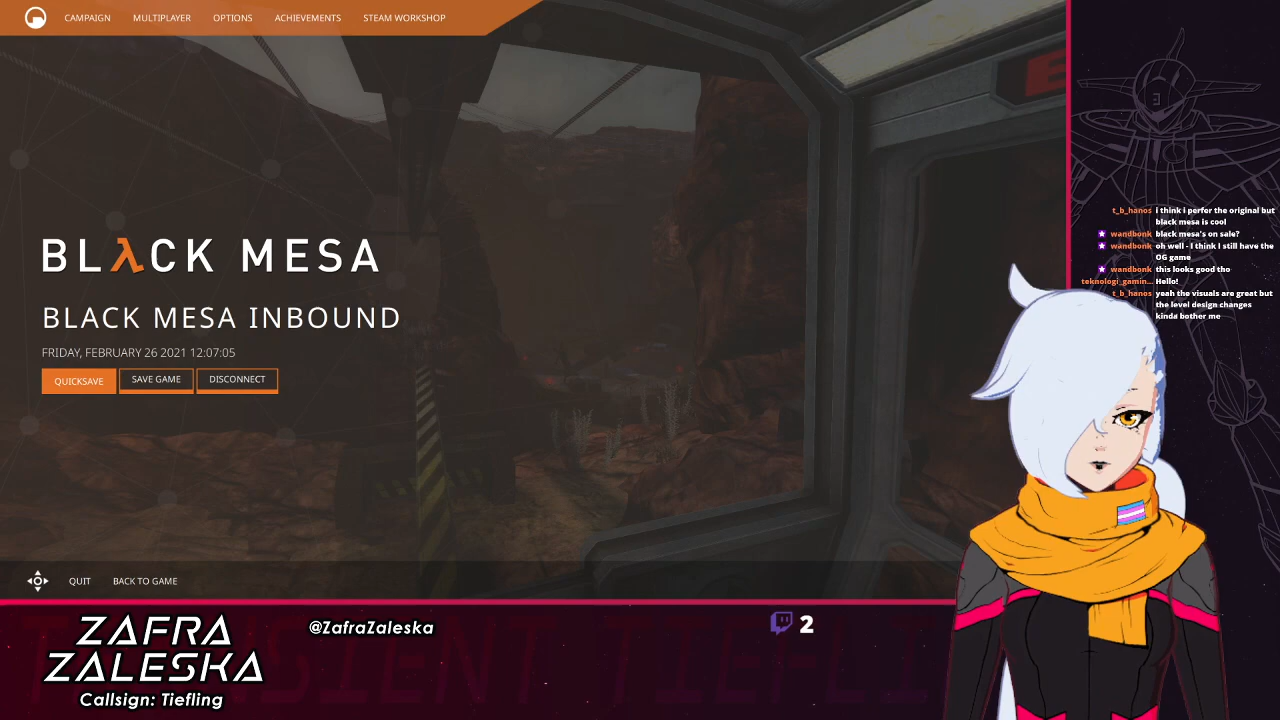 CAMPAIGN MULTIPLAYER OPTIONS ACHIEVEMENTS STEAM WORKSHOP
BLλCK MESA
BLACK MESA INBOUND
FRIDAY, FEBRUARY 26 2021 12:07:05
QUICKSAVE SAVE GAME DISCONNECT
QUIT BACK TO GAME
t_b_hanos i think i perfer the original but
black mesa is cool
wandbonk black mesa's on sale?
wandbonk oh well - I think I still have the
OG game
wandbonk this looks good tho
teknologi_gamin... Hello!
t_b_hanos yeah the visuals are great but
the level design changes
kinda bother me
ZAFRA
ZALESKA
Callsign: Tiefling
@ZafraZaleska
2